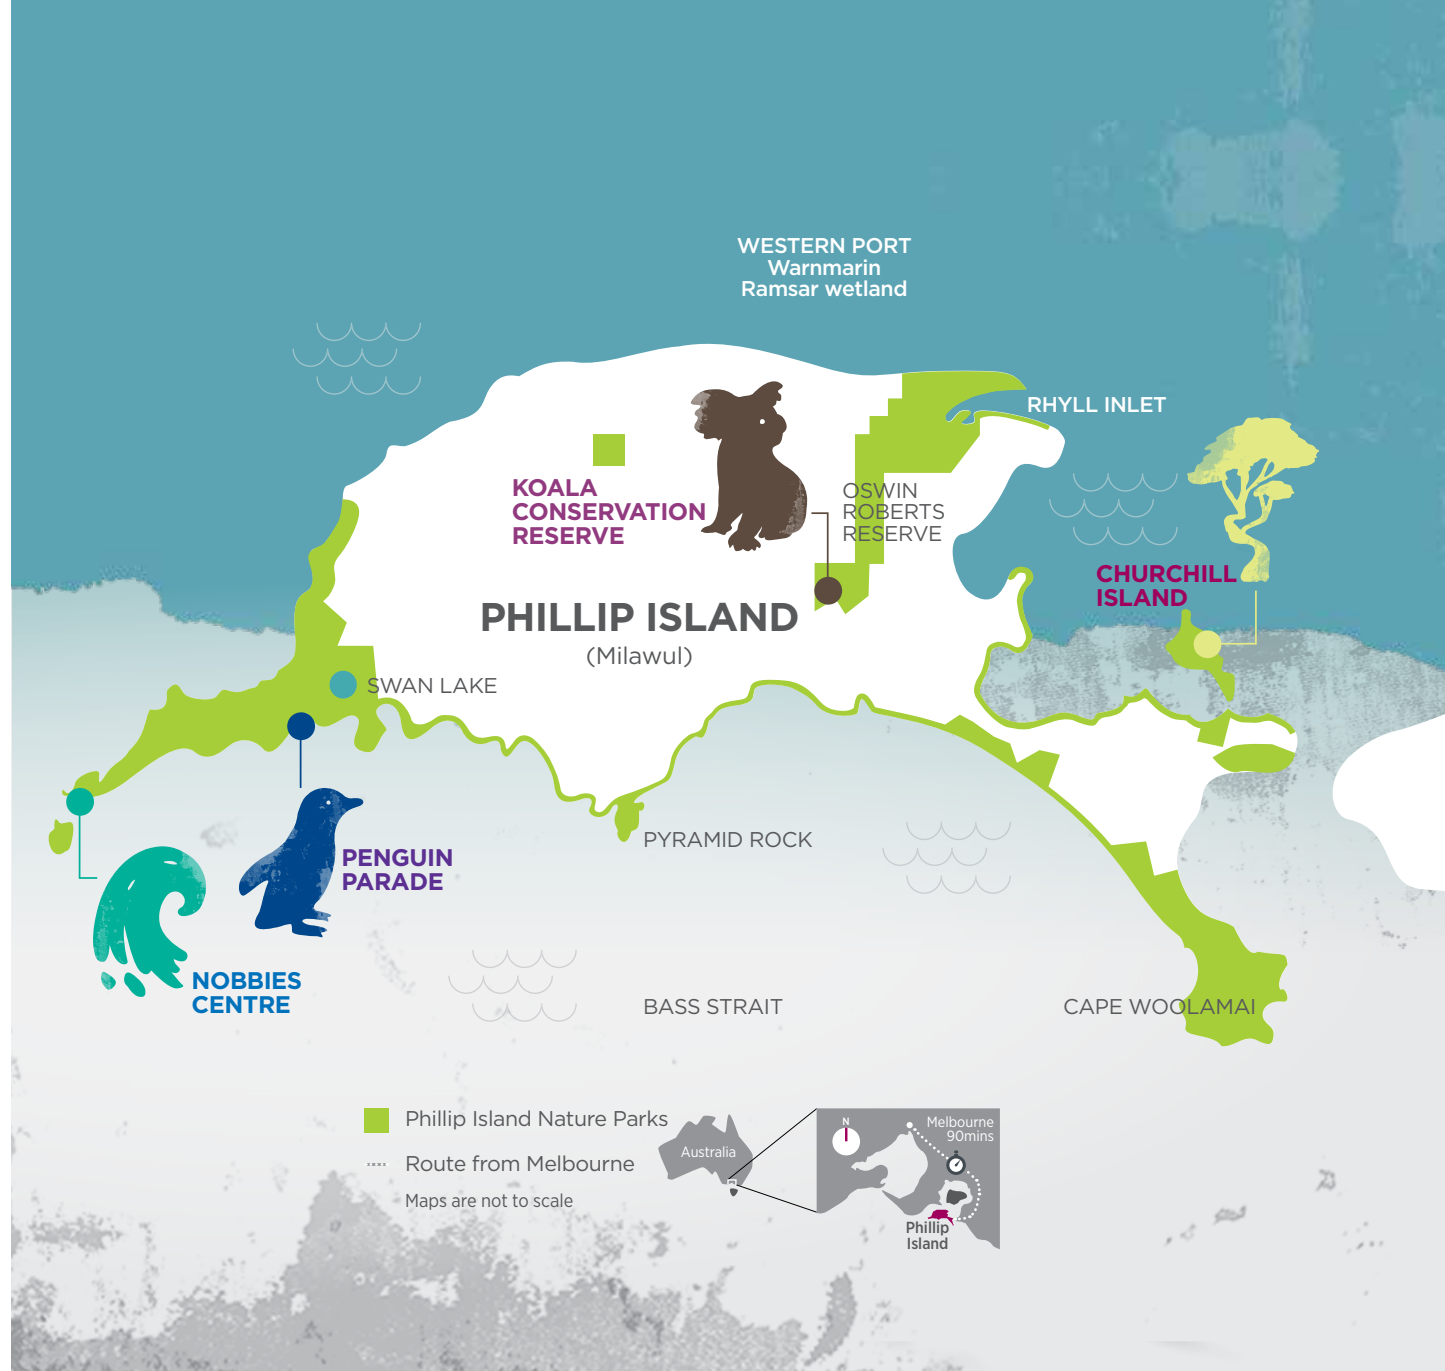 WESTERN PORT
Warnmarin
Ramsar wetland
RHYLL INLET
KOALA
CONSERVATION
RESERVE
OSWIN
ROBERTS
RESERVE
CHURCHILL
ISLAND
PHILLIP ISLAND
(Milawul)
SWAN LAKE
PYRAMID ROCK
PENGUIN
PARADE
NOBBIES
CENTRE
BASS STRAIT
CAPE WOOLAMAI
Phillip Island Nature Parks
Route from Melbourne
Maps are not to scale
Australia
N
Melbourne
90mins
Phillip
Island